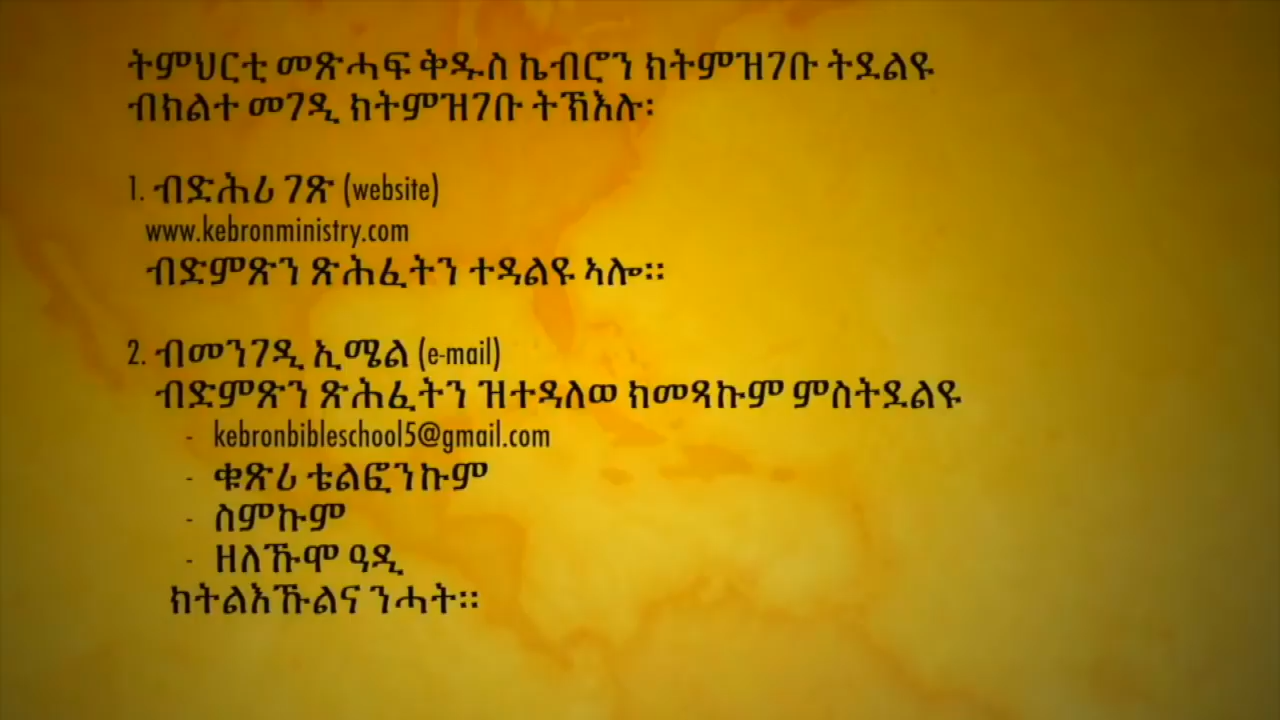 ትምህርቲ መጽሓፍ ቅዱስ ኬብሮን ክትምዝገቡ ትደልዩ
ብክልተ መገዲ ክትምዝገቡ ትኽእሉ፡
1. ብድሕሪ ገጽ (website)
www.kebronministry.com
ብድምጽን ጽሕፈትን ተዳልዩ ኣሎ።
2. ብመንገዲ ኢሜል (e-mail)
ብድምጽን ጽሕፈትን ዝተዳለወ ክመጻኩም ምስትደልዩ
- kebronbibleschool5@gmail.com
- ቁጽሪ ቴልፎንኩም
- ስምኩም
- ዘለኹሞ ዓዲ
ክትልእኹልና ንሓት።